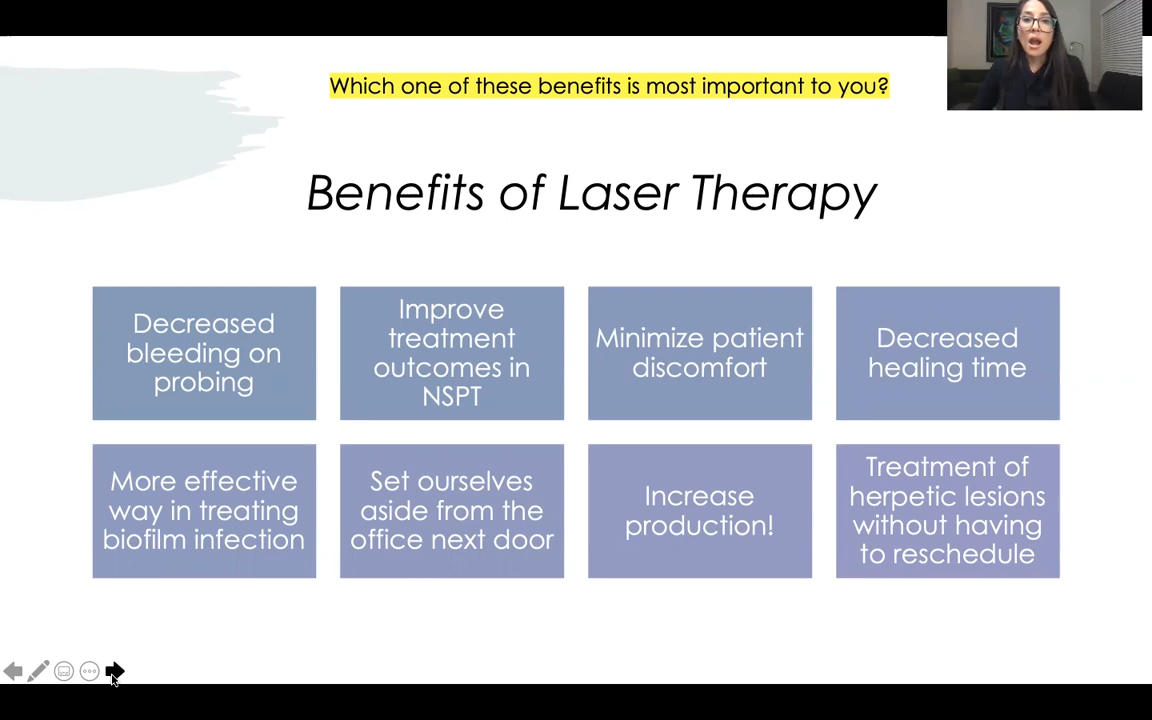 Which one of these benefits is most important to you?
Benefits of Laser Therapy
Decreased
bleeding on
probing
Improve
treatment
outcomes in
NSPT
Minimize patient
discomfort
Decreased
healing time
More effective
way in treating
biofilm infection
Set ourselves
aside from the
office next door
Increase
production!
Treatment of
herpetic lesions
without having
to reschedule